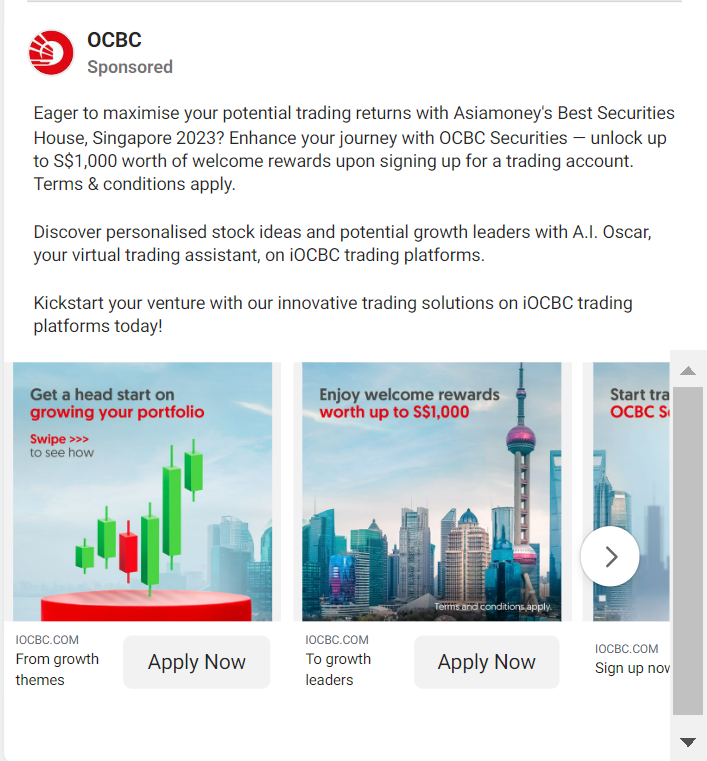 OCBC
Sponsored
Eager to maximise your potential trading returns with Asiamoney's Best Securities
House, Singapore 2023? Enhance your journey with OCBC Securities — unlock up
to S$1,000 worth of welcome rewards upon signing up for a trading account.
Terms & conditions apply.
Discover personalised stock ideas and potential growth leaders with A.I. Oscar,
your virtual trading assistant, on iOCBC trading platforms.
Kickstart your venture with our innovative trading solutions on iOCBC trading
platforms today!
Get a head start on
growing your portfolio
Swipe >>>
to see how
Enjoy welcome rewards
worth up to S$1,000
Terms and conditions apply.
Start
OCBC
IOCBC.COM
From growth
themes
Apply Now
IOCBC.COM
To growth
leaders
Apply Now
IOCBC.COM
Sign up